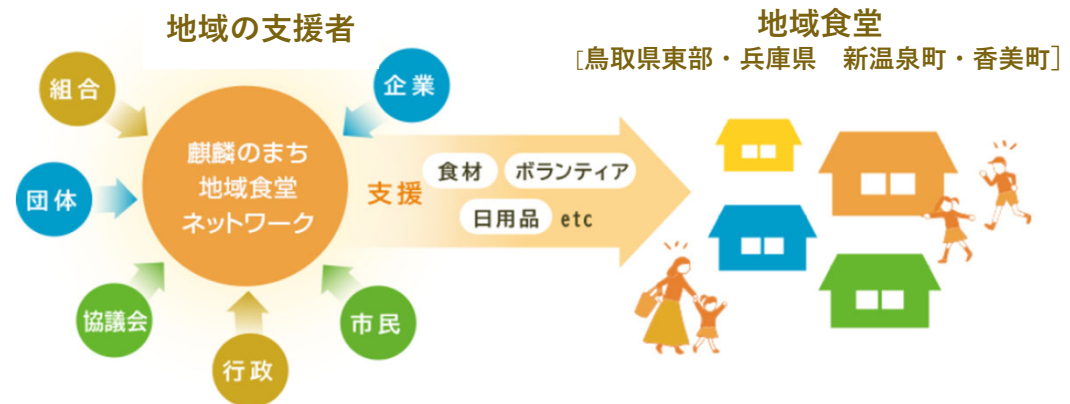 地域の支援者
地域食堂
[鳥取県東部・兵庫県　新温泉町・香美町]
組合
企業
団体
麒麟のまち
地域食堂
ネットワーク
協議会
行政
市民
支援
食材
ボランティア
日用品 etc